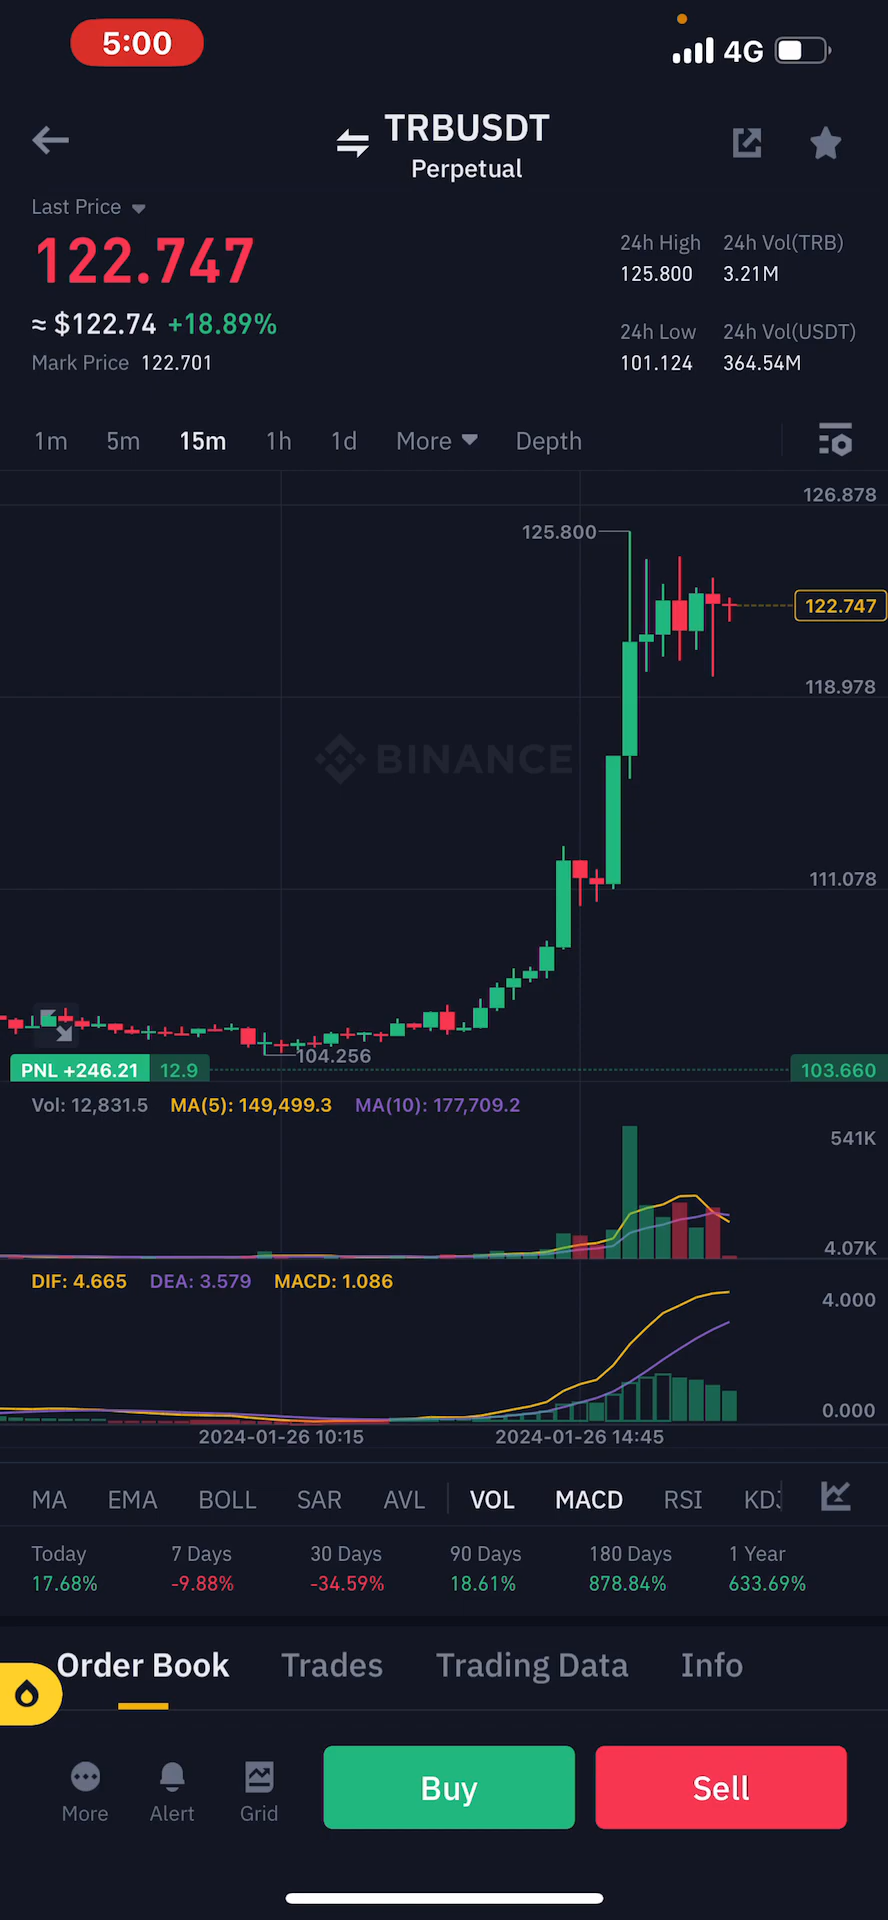 5:00
4G
TRBUSDT
Perpetual
Last Price
122.747
≈ $122.74 +18.89%
Mark Price 122.701
24h High 24h Vol(TRB)
125.800 3.21M
24h Low 24h Vol(USDT)
101.124 364.54M
1m 5m 15m 1h 1d More Depth
126.878
125.800
122.747
118.978
BINANCE
111.078
104.256
PNL +246.21 12.9 103.660
Vol: 12,831.5 MA(5): 149,499.3 MA(10): 177,709.2
541K
4.07K
DIF: 4.665 DEA: 3.579 MACD: 1.086
4.000
0.000
2024-01-26 10:15 2024-01-26 14:45
MA EMA BOLL SAR AVL VOL MACD RSI KDJ
Today 7 Days 30 Days 90 Days 180 Days 1 Year
17.68% -9.88% -34.59% 18.61% 878.84% 633.69%
Order Book Trades Trading Data Info
More Alert Grid Buy Sell